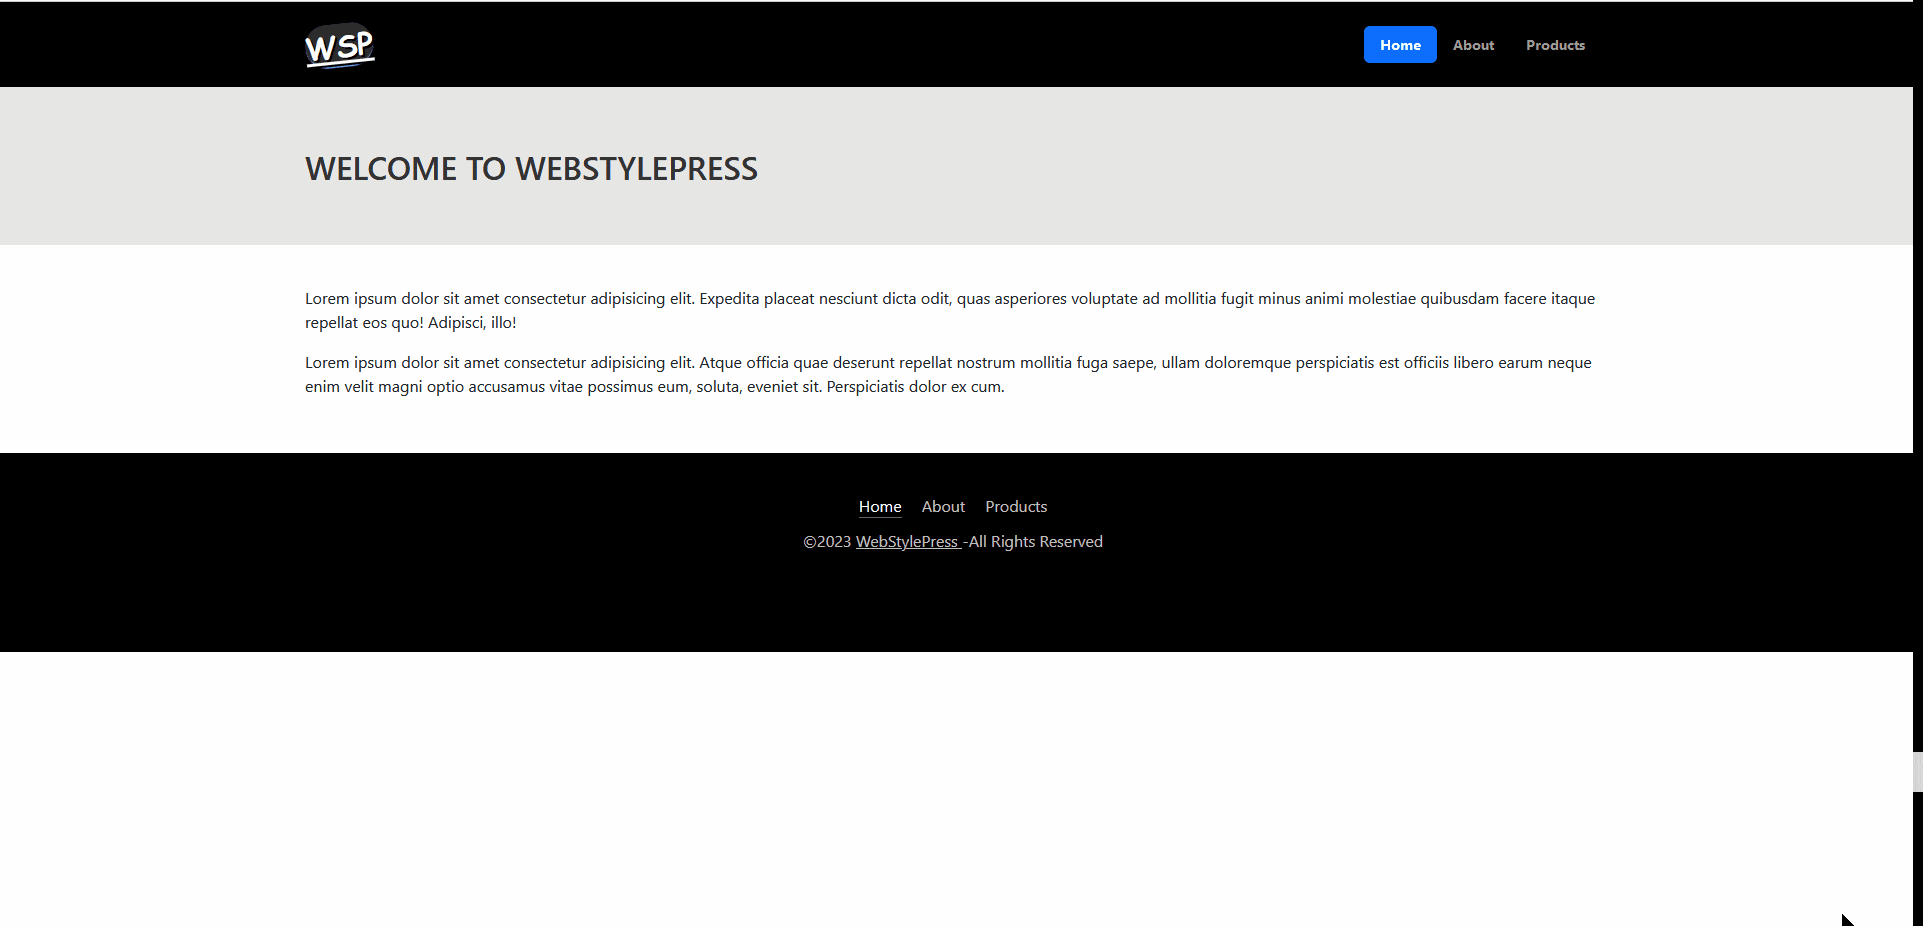 WSP
Home About Products
WELCOME TO WEBSTYLEPRESS
Lorem ipsum dolor sit amet consectetur adipisicing elit. Expedita placeat nesciunt dicta odit, quas asperiores voluptate ad mollitia fugit minus animi molestiae quibusdam facere itaque
repellat eos quo! Adipisci, illo!
Lorem ipsum dolor sit amet consectetur adipisicing elit. Atque officia quae deserunt repellat nostrum mollitia fuga saepe, ullam doloremque perspiciatis est officiis libero earum neque
enim velit magni optio accusamus vitae possimus eum, soluta, eveniet sit. Perspiciatis dolor ex cum.
Home About Products
©2023 WebStylePress -All Rights Reserved